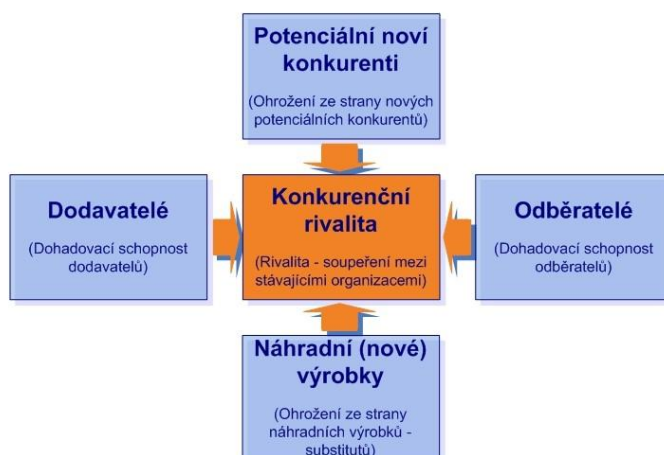 Potenciální noví
konkurenti
(Ohrožení ze strany nových
potenciálních konkurentů)
Dodavatelé
(Dohadovací schopnost
dodavatelů)
Konkurenční
rivalita
(Rivalita - soupeření mezi
stávajícími organizacemi)
Odběratelé
(Dohadovací schopnost
odběratelů)
Náhradní (nové)
výrobky
(Ohrožení ze strany
náhradních výrobků -
substitutů)